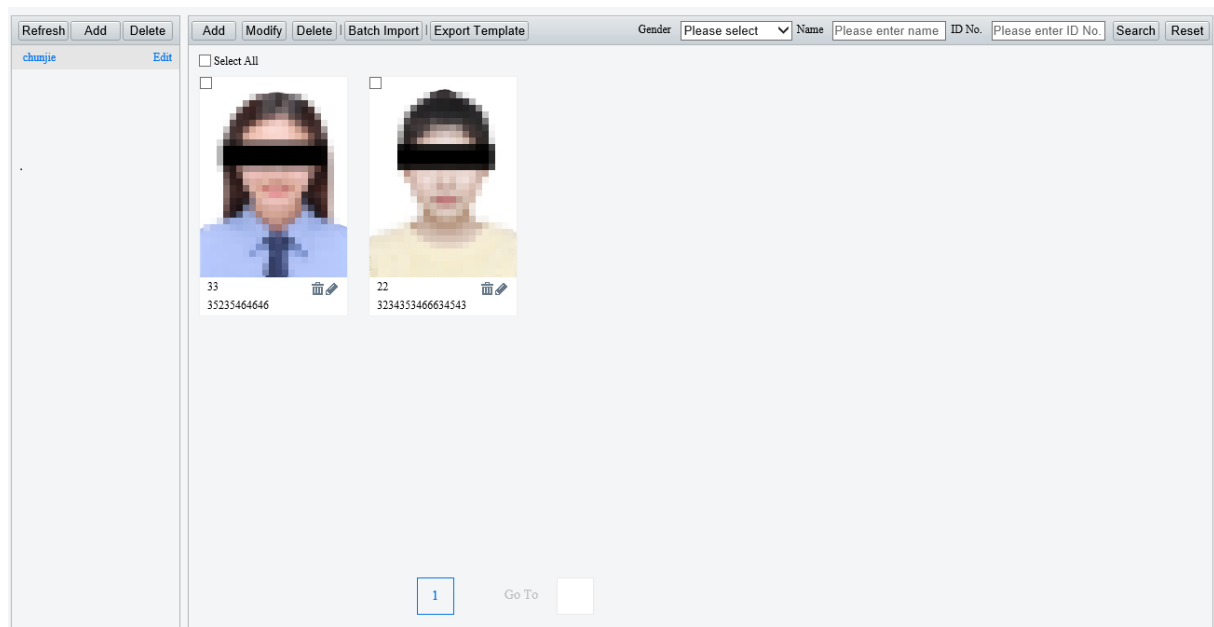 Refresh Add Delete
chunjie Edit
.
Add Modify Delete | Batch Import | Export Template Gender Please select Name Please enter name ID No. Please enter ID No. Search Reset
Select All
33
35235464646
22
3234353466634543
1 Go To